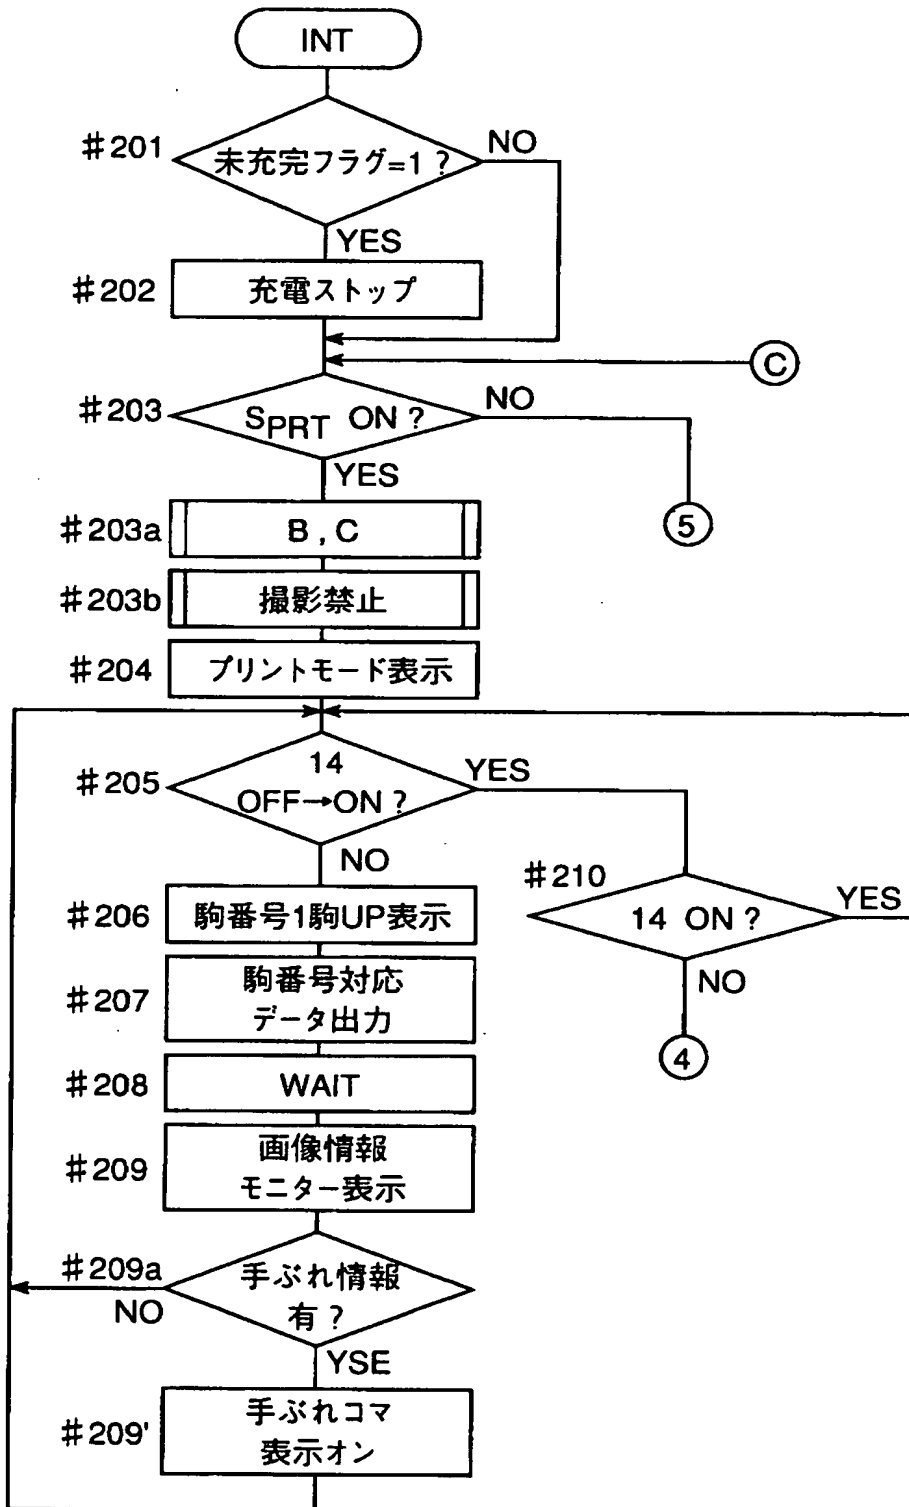 INT
#201
未充完フラグ=1 ?
NO
YES
#202
充電ストップ
C
#203
SPRT ON ?
NO
YES
5
#203a
B , C
#203b
撮影禁止
#204
プリントモード表示
#205
14
OFF→ON ?
YES
NO
#210
14 ON ?
YES
NO
4
#206
駒番号1駒UP表示
#207
駒番号対応
データ出力
#208
WAIT
#209
画像情報
モニター表示
#209a
手ぶれ情報
有 ?
NO
YSE
#209'
手ぶれコマ
表示オン